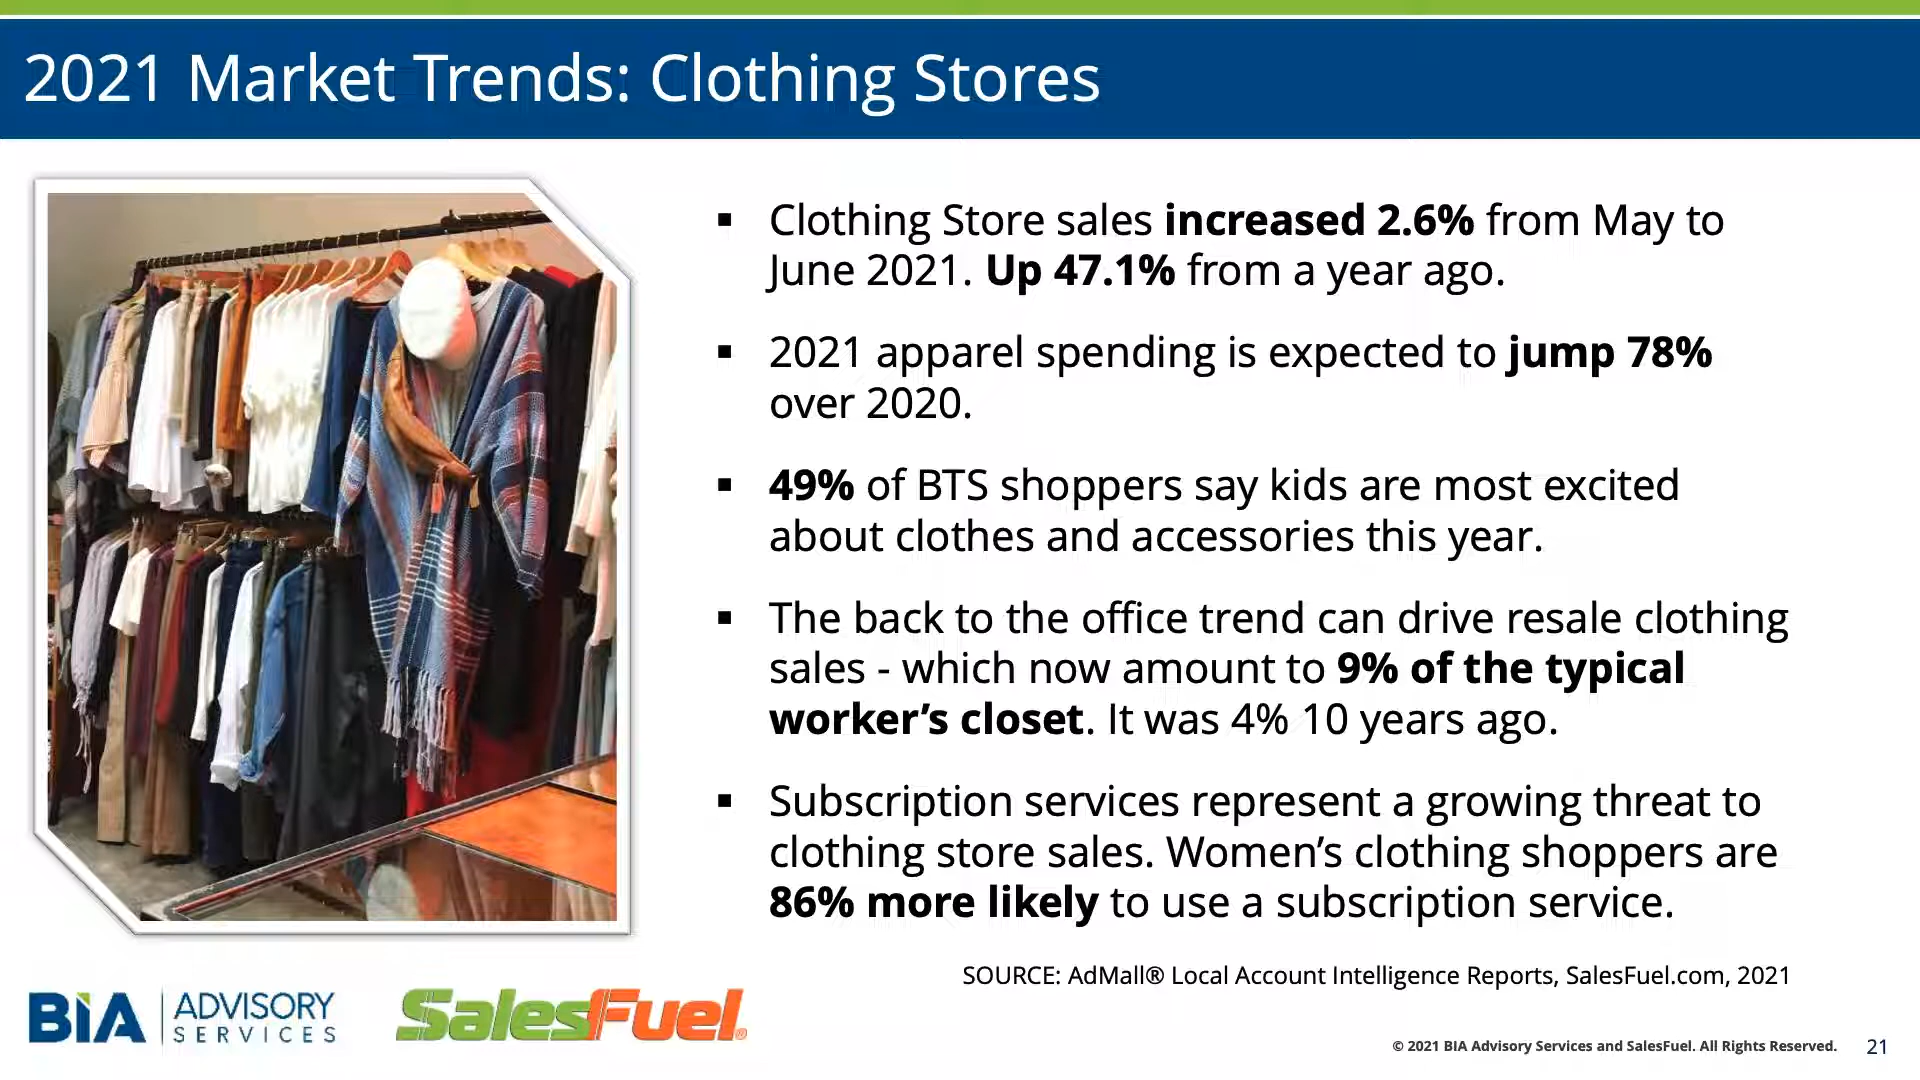 2021 Market Trends: Clothing Stores
▪ Clothing Store sales increased 2.6% from May to
June 2021. Up 47.1% from a year ago.
▪ 2021 apparel spending is expected to jump 78%
over 2020.
▪ 49% of BTS shoppers say kids are most excited
about clothes and accessories this year.
▪ The back to the office trend can drive resale clothing
sales - which now amount to 9% of the typical
worker’s closet. It was 4% 10 years ago.
▪ Subscription services represent a growing threat to
clothing store sales. Women’s clothing shoppers are
86% more likely to use a subscription service.
SOURCE: AdMall® Local Account Intelligence Reports, SalesFuel.com, 2021
BIA ADVISORY
SERVICES
SalesFuel®
© 2021 BIA Advisory Services and SalesFuel. All Rights Reserved. 21